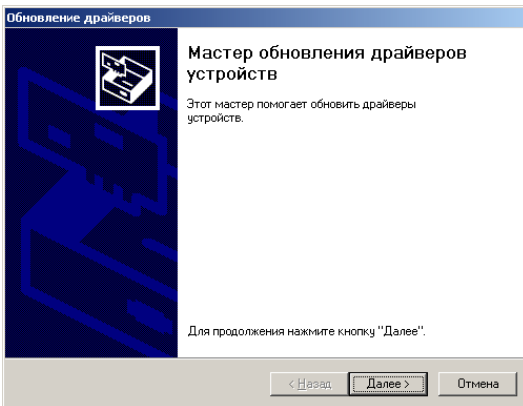 Обновление драйверов
Мастер обновления драйверов
устройств
Этот мастер помогает обновить драйверы
устройств.
Для продолжения нажмите кнопку "Далее".
< Назад Далее > Отмена